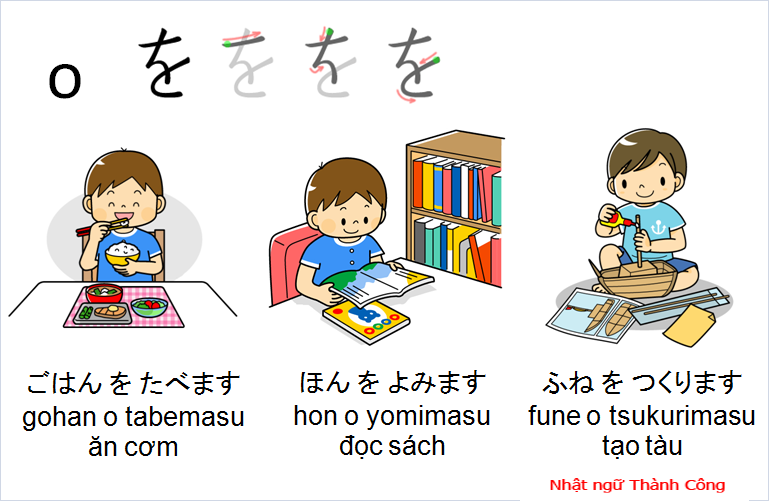 o を を を を
ごはん を たべます
gohan o tabemasu
ăn cơm
ほん を よみます
hon o yomimasu
đọc sách
ふね を つくります
fune o tsukurimasu
tạo tàu
Nhật ngữ Thành Công